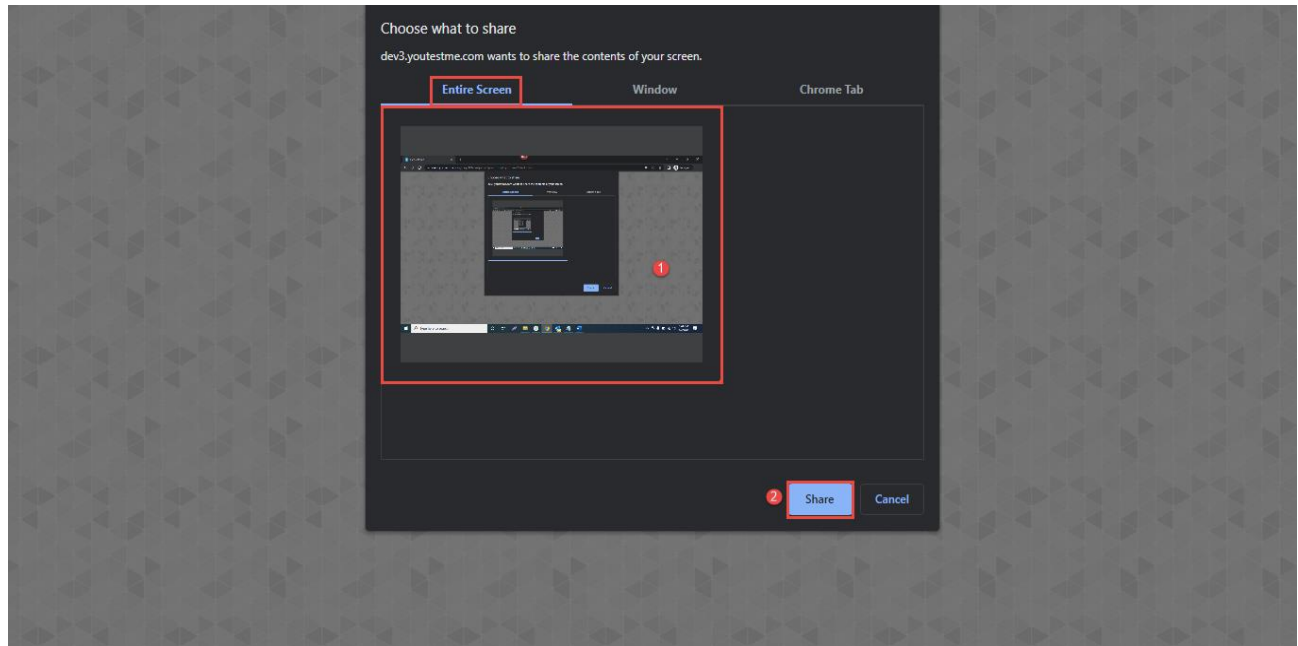 Choose what to share
dev3.youtestme.com wants to share the contents of your screen.
Entire Screen Window Chrome Tab
1
2 Share Cancel